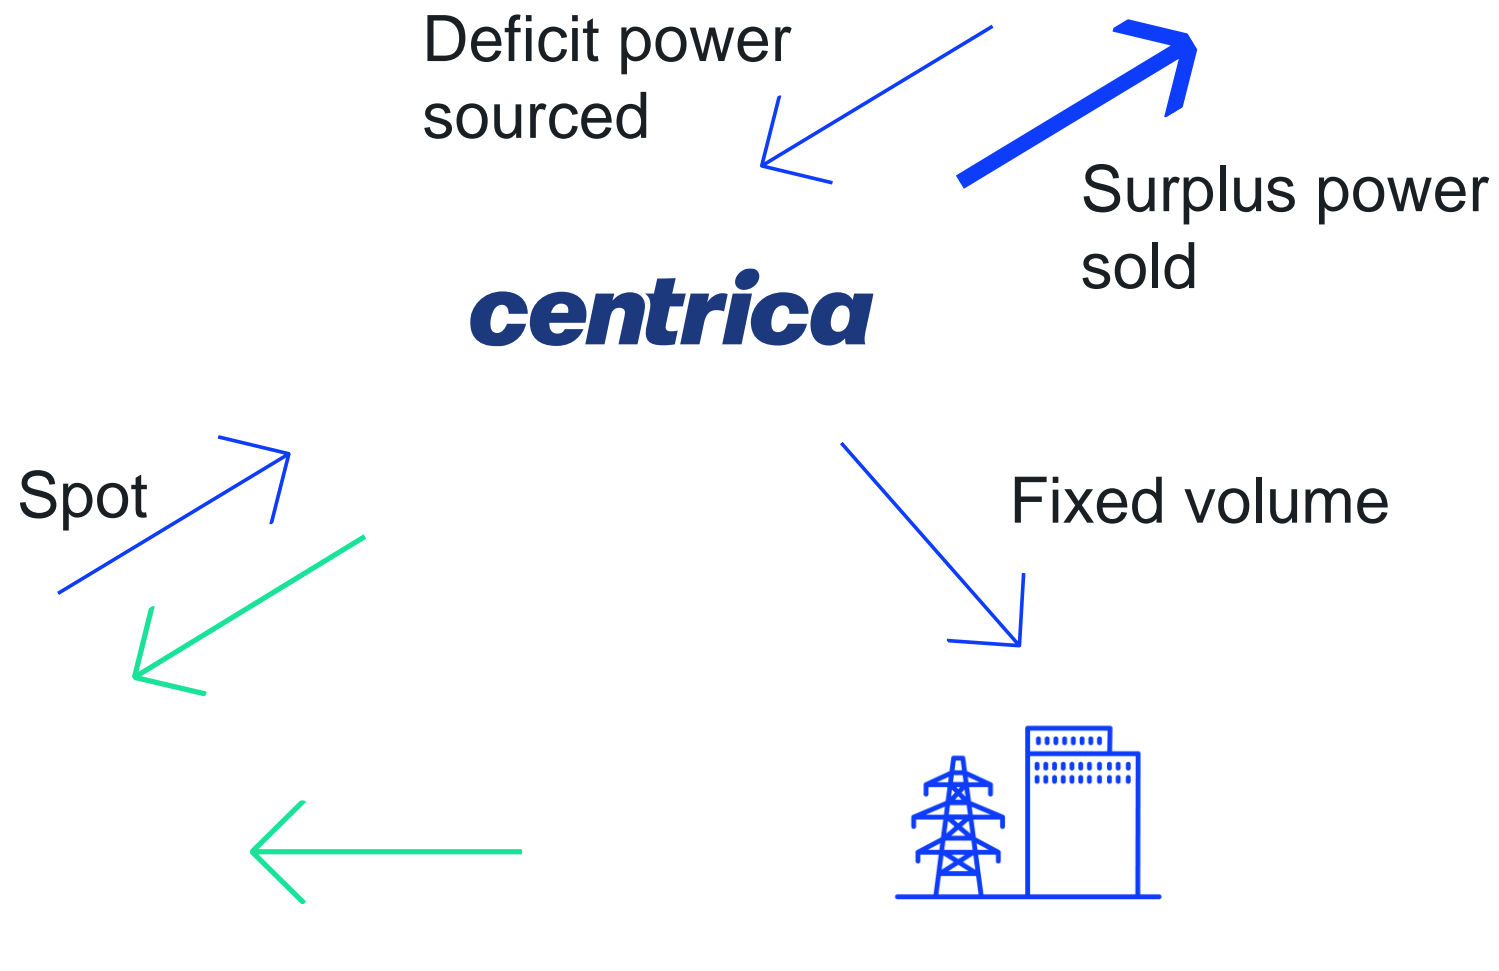 Deficit power
sourced
Surplus power
sold
centrica
Spot
Fixed volume